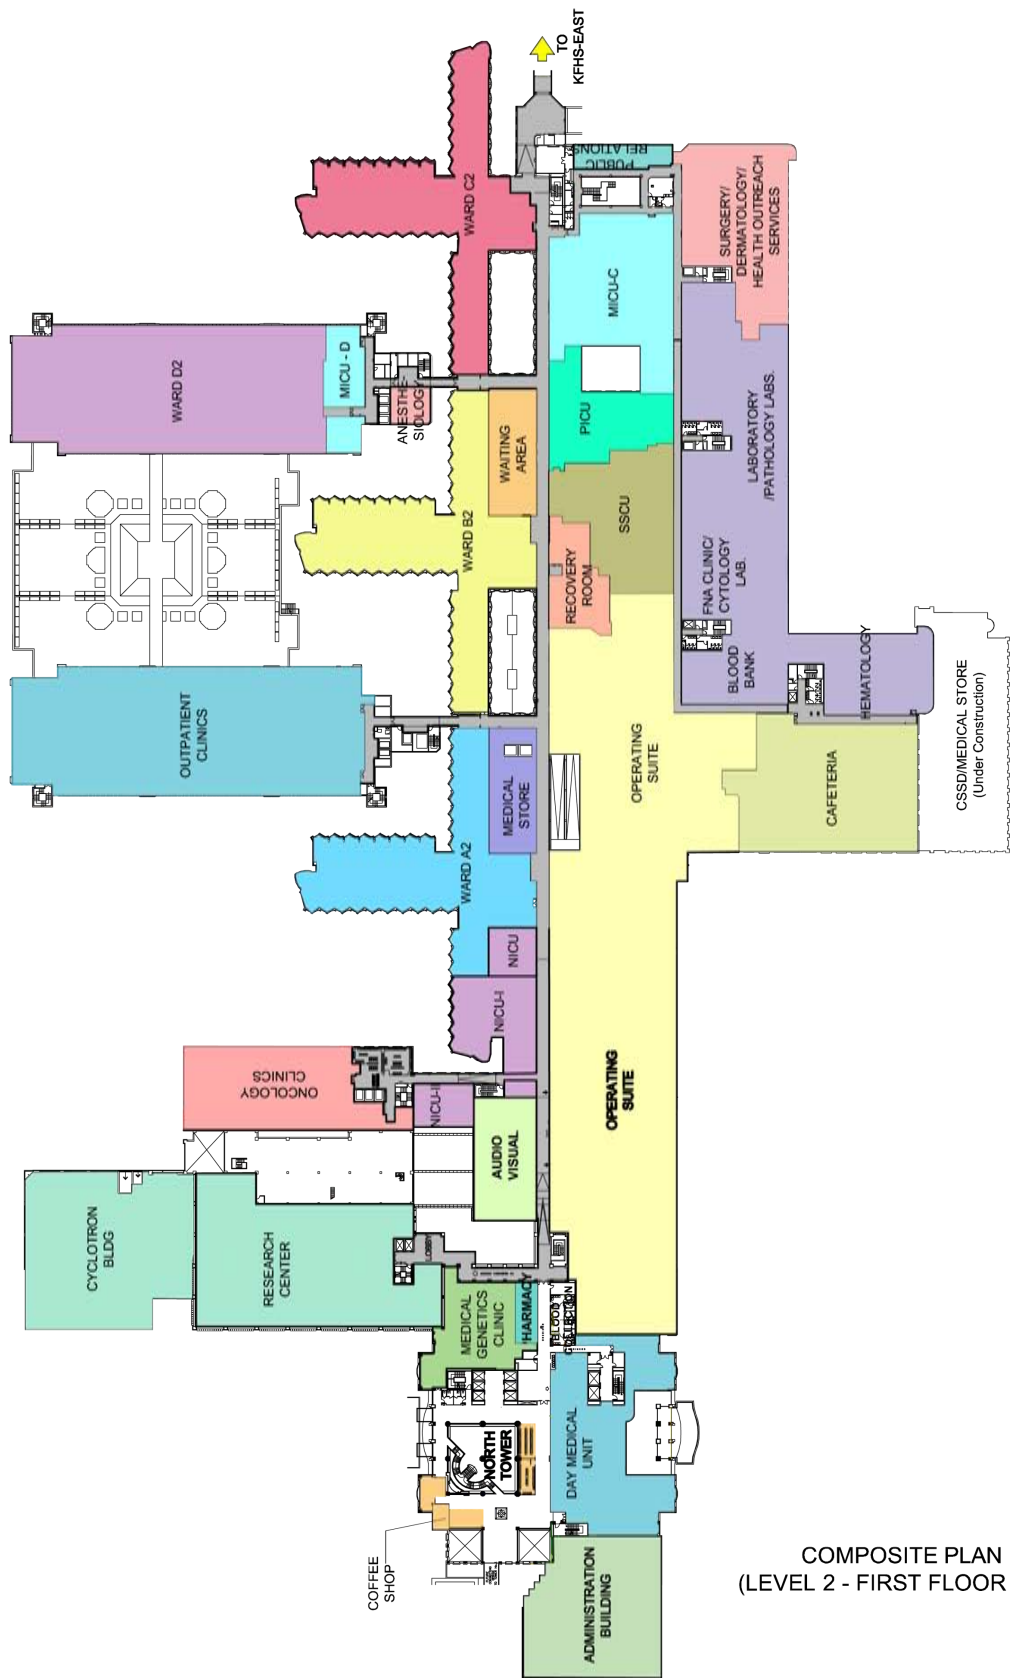 TO
KFHS-EAST
PUBLIC
RELATIONS
WARD C2
SURGERY/
DERMATOLOGY/
HEALTH OUTREACH
SERVICES
MICU-C
WARD D2
MICU - D
ANESTHE-
SIOLOGY
PICU
WAITING
AREA
LABORATORY
/PATHOLOGY LABS.
SSCU
WARD B2
RECOVERY
ROOM
FNA CLINIC/
CYTOLOGY
LAB.
BLOOD
BANK
HEMATOLOGY
CSSD/MEDICAL STORE
(Under Construction)
OUTPATIENT
CLINICS
MEDICAL
STORE
OPERATING
SUITE
CAFETERIA
WARD A2
NICU
NICU-I
ONCOLOGY
CLINICS
NICU-II
OPERATING
SUITE
AUDIO
VISUAL
CYCLOTRON
BLDG
RESEARCH
CENTER
LOBBY
MEDICAL
GENETICS
CLINIC
PHARMACY
BLOOD
COLLECTION
NORTH
TOWER
DAY MEDICAL
UNIT
COFFEE
SHOP
ADMINISTRATION
BUILDING
COMPOSITE PLAN
(LEVEL 2 - FIRST FLOOR